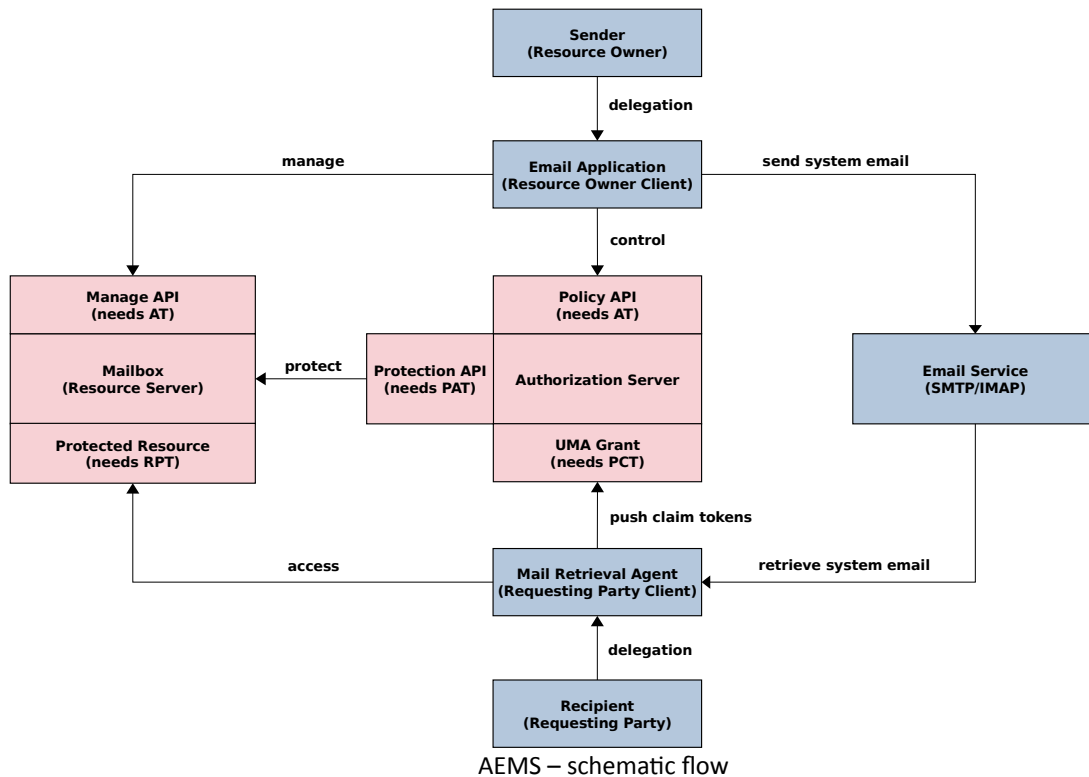 Sender
(Resource Owner)
delegation
manage
Email Application
(Resource Owner Client)
send system email
control
Manage API
(needs AT)
Policy API
(needs AT)
Mailbox
(Resource Server)
protect
Protection API
(needs PAT)
Authorization Server
Email Service
(SMTP/IMAP)
Protected Resource
(needs RPT)
UMA Grant
(needs PCT)
push claim tokens
access
Mail Retrieval Agent
(Requesting Party Client)
retrieve system email
delegation
Recipient
(Requesting Party)
AEMS – schematic flow